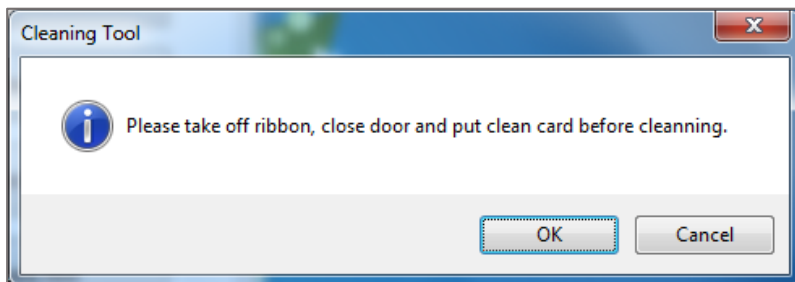 Cleaning Tool
Please take off ribbon, close door and put clean card before cleanning.
OK
Cancel